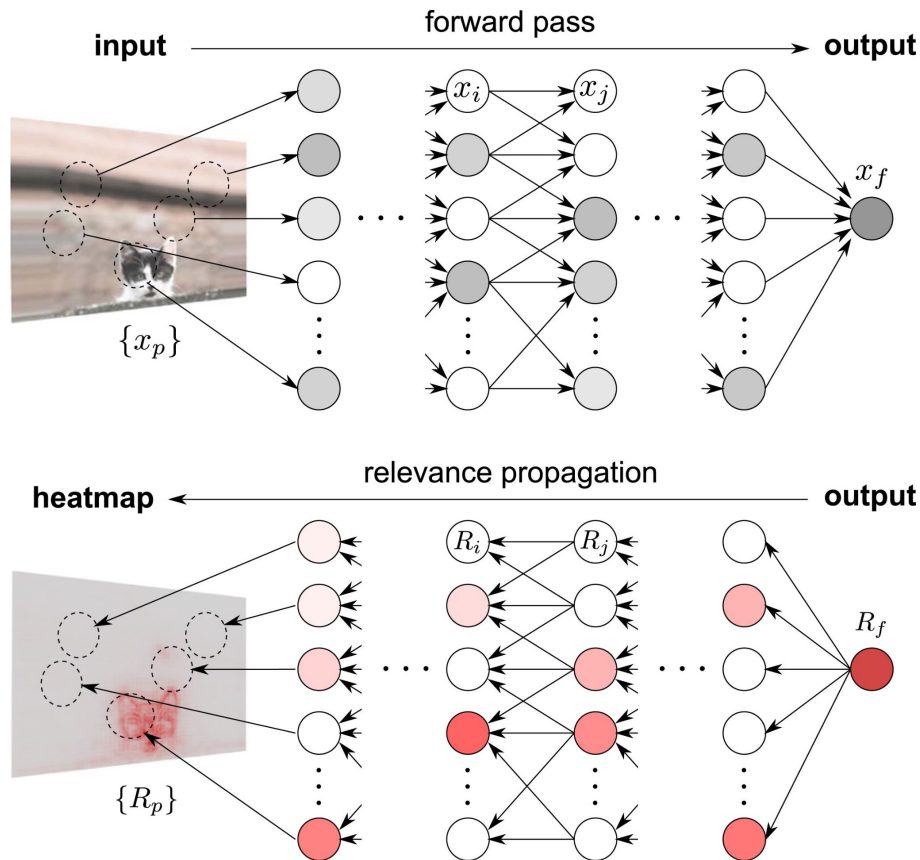 forward pass
input output
x_i x_j
x_f
. . . . . .
{x_p}
relevance propagation
heatmap output
R_i R_j
R_f
. . . . . .
{R_p}